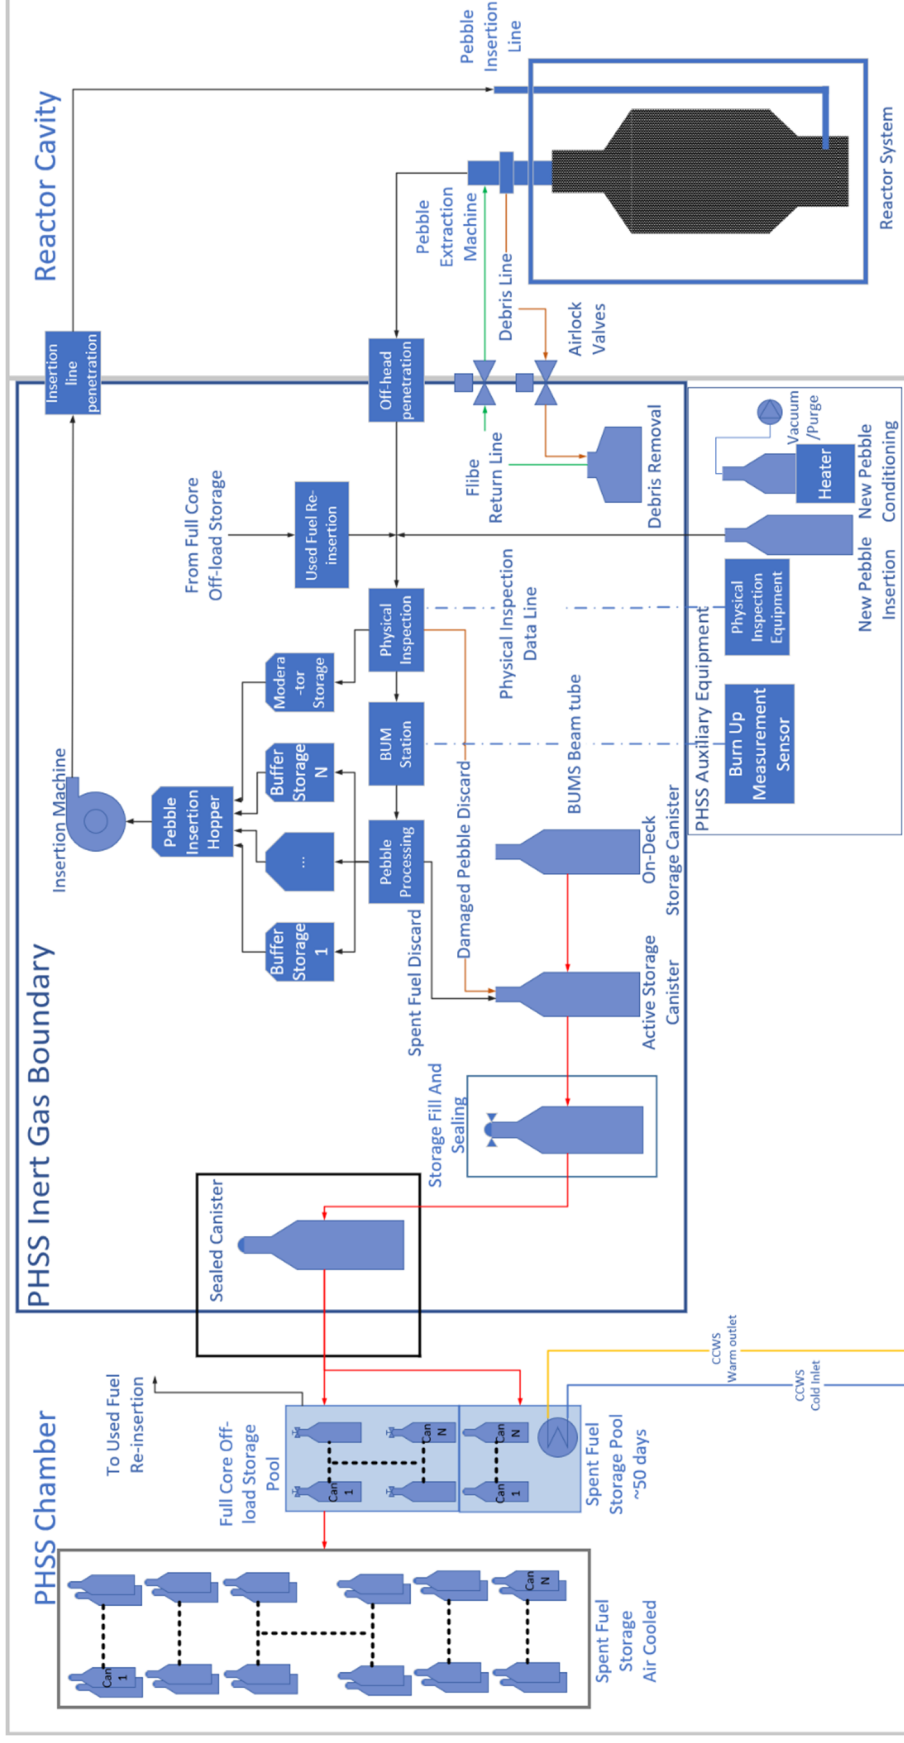 PHSS Chamber
PHSS Inert Gas Boundary
Reactor Cavity
To Used Fuel
Re-insertion
Full Core Off-
load Storage
Pool
Can
1
Can
N
Can
1
Can
N
Spent Fuel
Storage Pool
~50 days
Can
1
Can
N
Spent Fuel
Storage
Air Cooled
CCWS
Warm outlet
CCWS
Cold Inlet
Sealed Canister
Storage Fill And
Sealing
Active Storage
Canister
On-Deck
Storage Canister
Spent Fuel Discard
Damaged Pebble Discard
Insertion Machine
Pebble
Insertion
Hopper
Buffer
Storage
1
...
Buffer
Storage
N
Modera
-tor
Storage
Pebble
Processing
BUM
Station
Physical
Inspection
BUMS Beam tube
Physical Inspection
Data Line
From Full Core
Off-load Storage
Used Fuel Re-
insertion
Insertion
line
penetration
Off-head
penetration
Flibe
Return Line
Debris Removal
Debris Line
Airlock
Valves
Pebble
Extraction
Machine
Pebble
Insertion
Line
Reactor System
PHSS Auxiliary Equipment
Burn Up
Measurement
Sensor
Physical
Inspection
Equipment
New Pebble
Insertion
Heater
New Pebble
Conditioning
Vacuum
/Purge